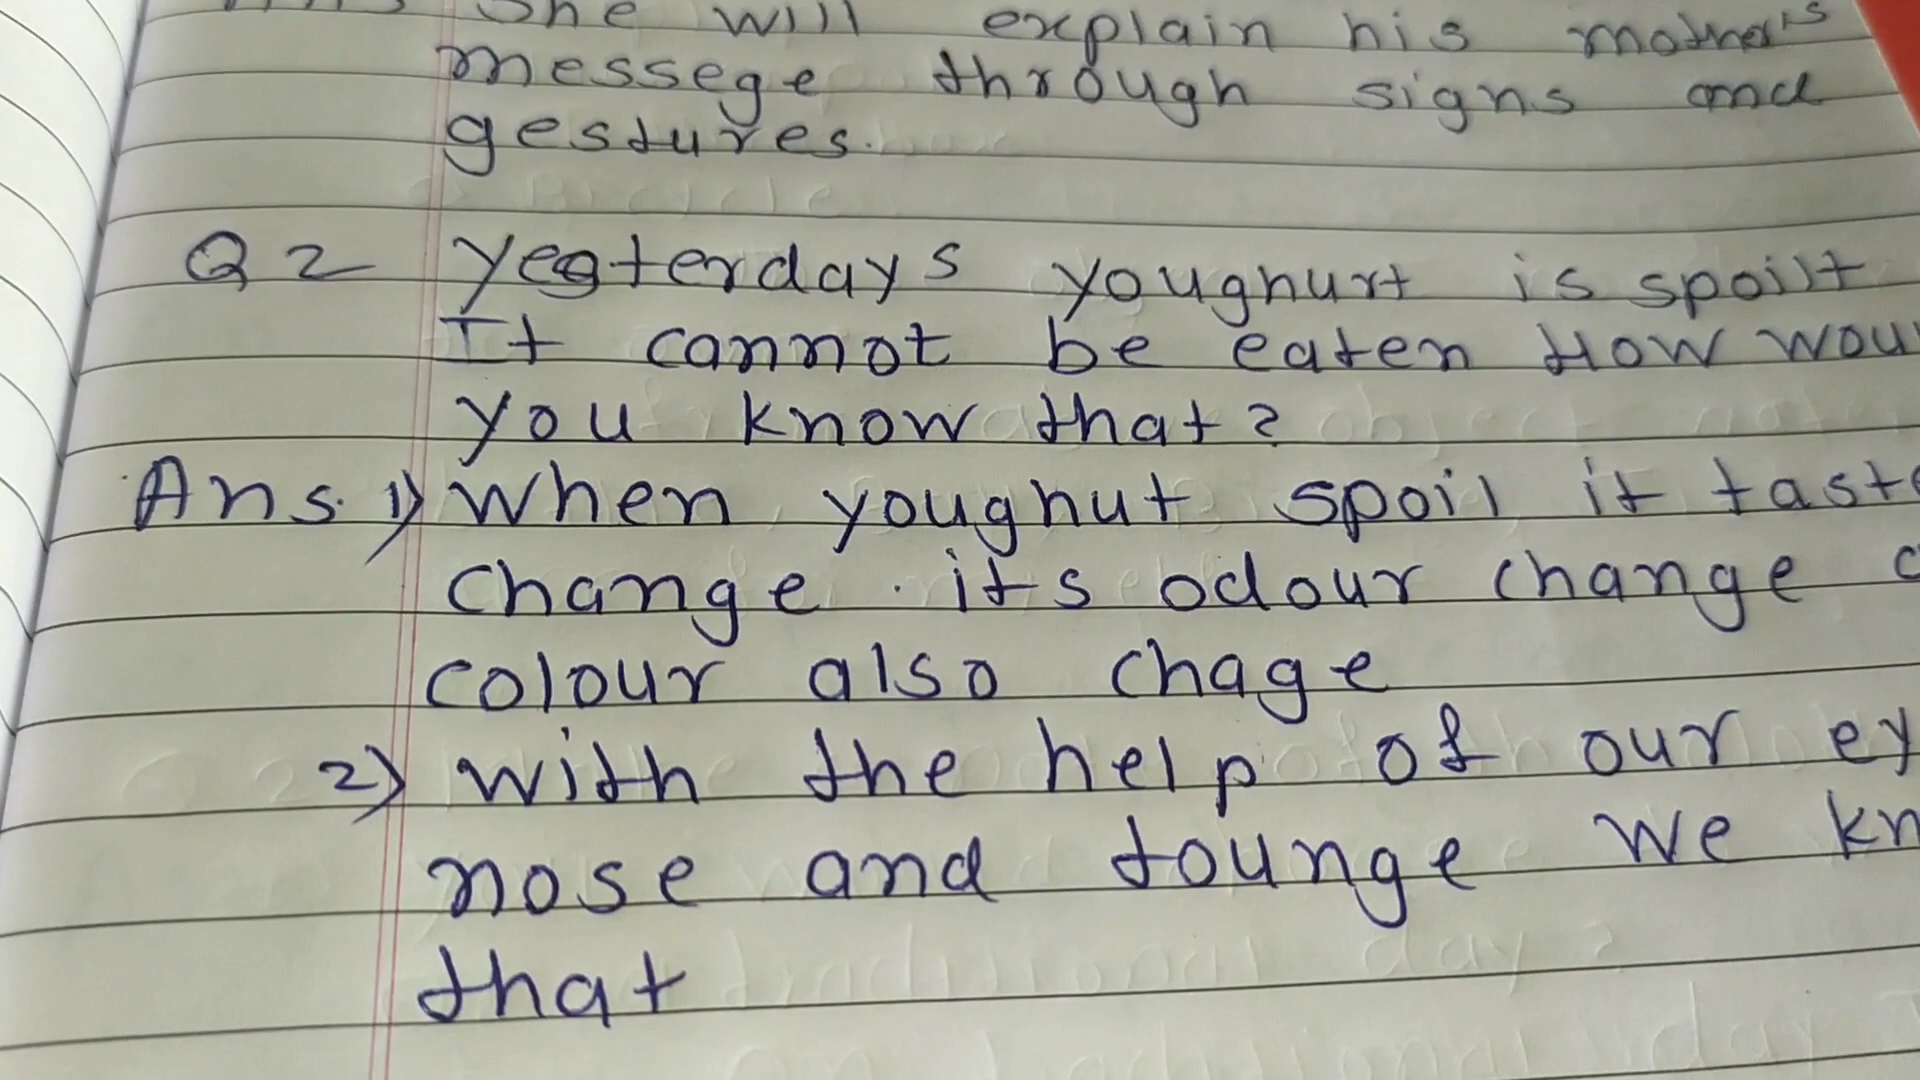 She will explain his mother's
messege through signs and
gestures.
Q2 Yesterdays youghurt is spoilt
It cannot be eaten How
you know that?
Ans. 1) When youghut spoil it
change . its odour change
colour also chage
2) With the help of our
nose and tounge we
that